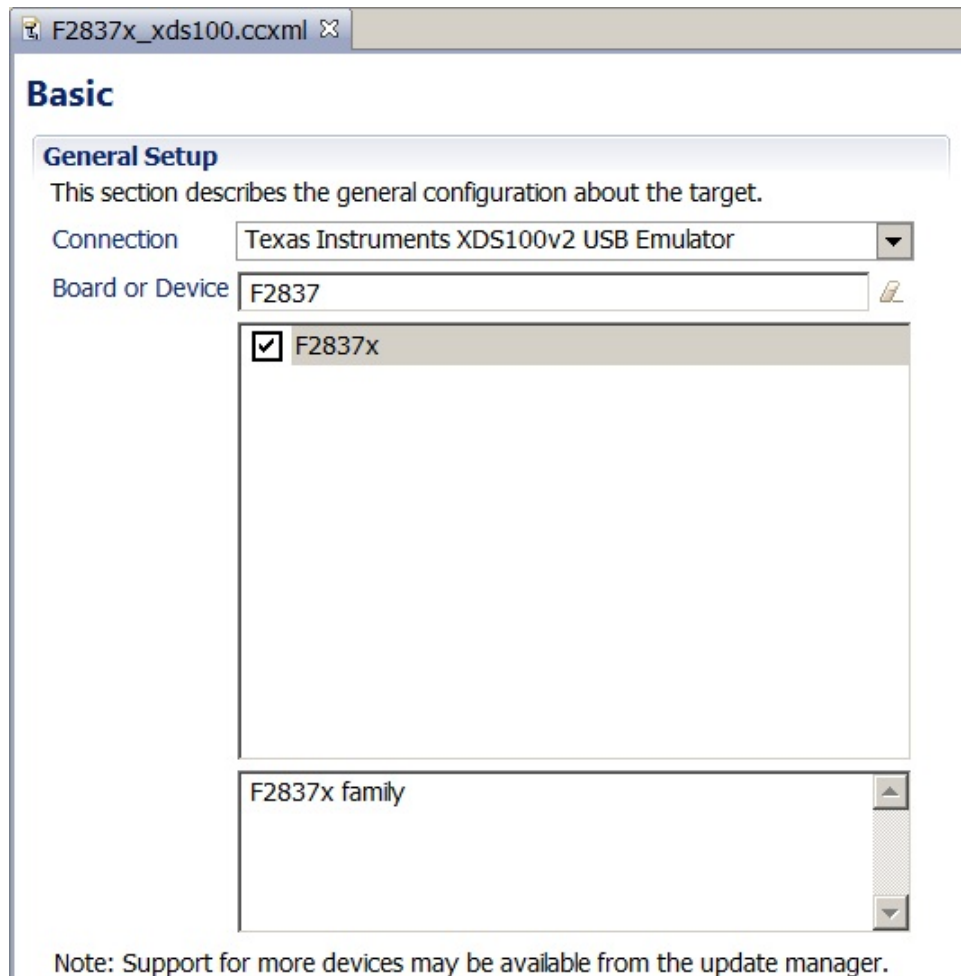 F2837x_xds100.ccxml
Basic
General Setup
This section describes the general configuration about the target.
Connection
Texas Instruments XDS100v2 USB Emulator
Board or Device
F2837
F2837x
F2837x family
Note: Support for more devices may be available from the update manager.